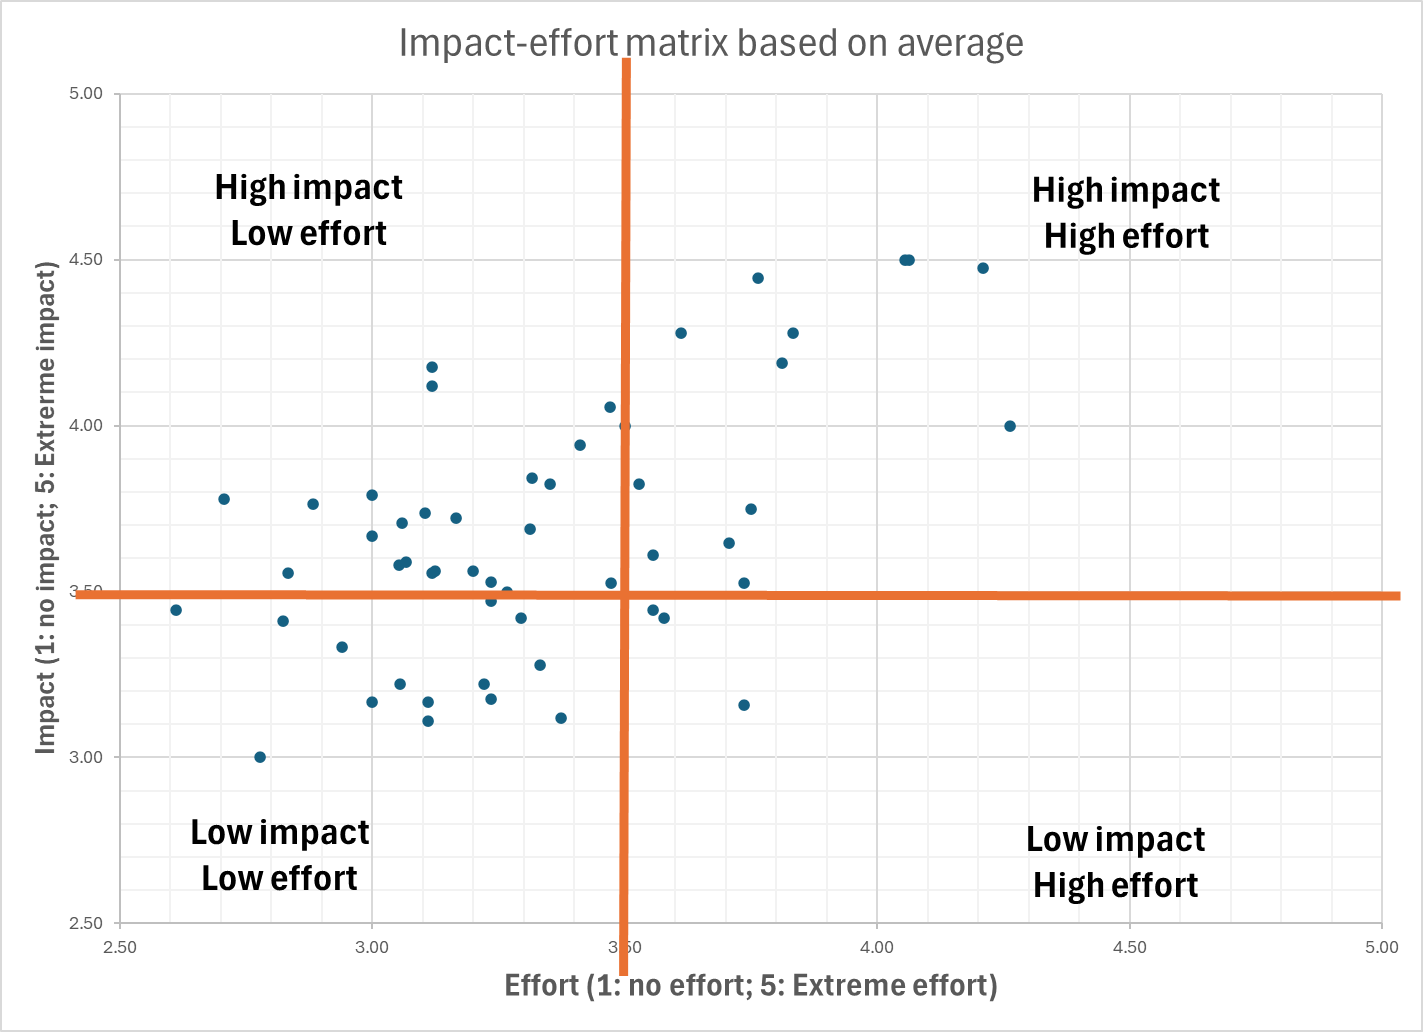 Impact-effort matrix based on average
5.00
High impact
Low effort
High impact
High effort
4.50
4.00
3.50
3.00
2.50
Impact (1: no impact; 5: Extrerme impact)
Low impact
Low effort
Low impact
High effort
2.50 3.00 3.50 4.00 4.50 5.00
Effort (1: no effort; 5: Extreme effort)